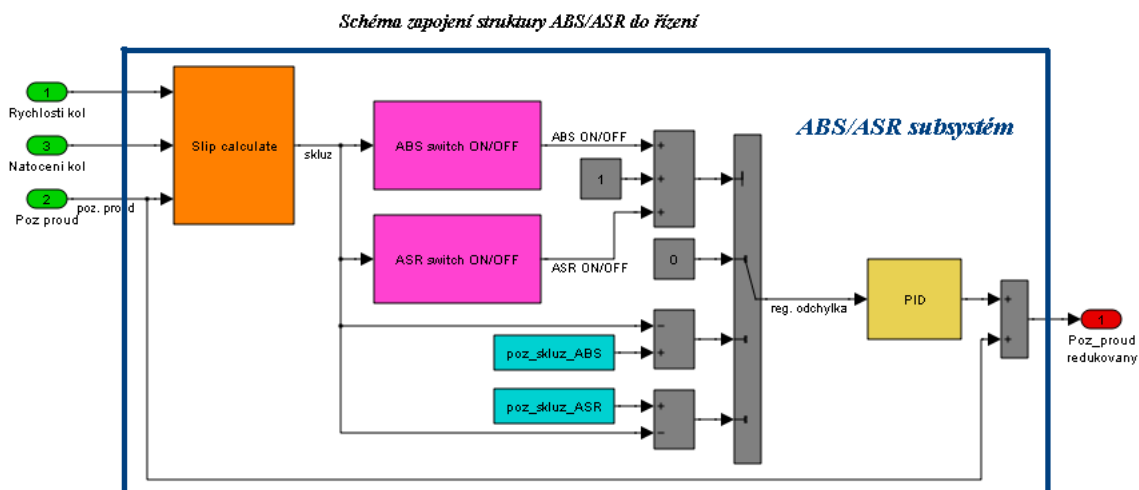 Schéma zapojení struktury ABS/ASR do řízení
ABS/ASR subsystém
1
Rychlosti kol
3
Natoceni kol
2
Poz proud
poz. proud
Slip calculate
skluz
ABS switch ON/OFF
ABS ON/OFF
ASR switch ON/OFF
ASR ON/OFF
+
1
+
+
0
−
poz_skluz_ABS
+
poz_skluz_ASR
+
−
reg. odchylka
PID
+
+
1
Poz_proud
redukovany